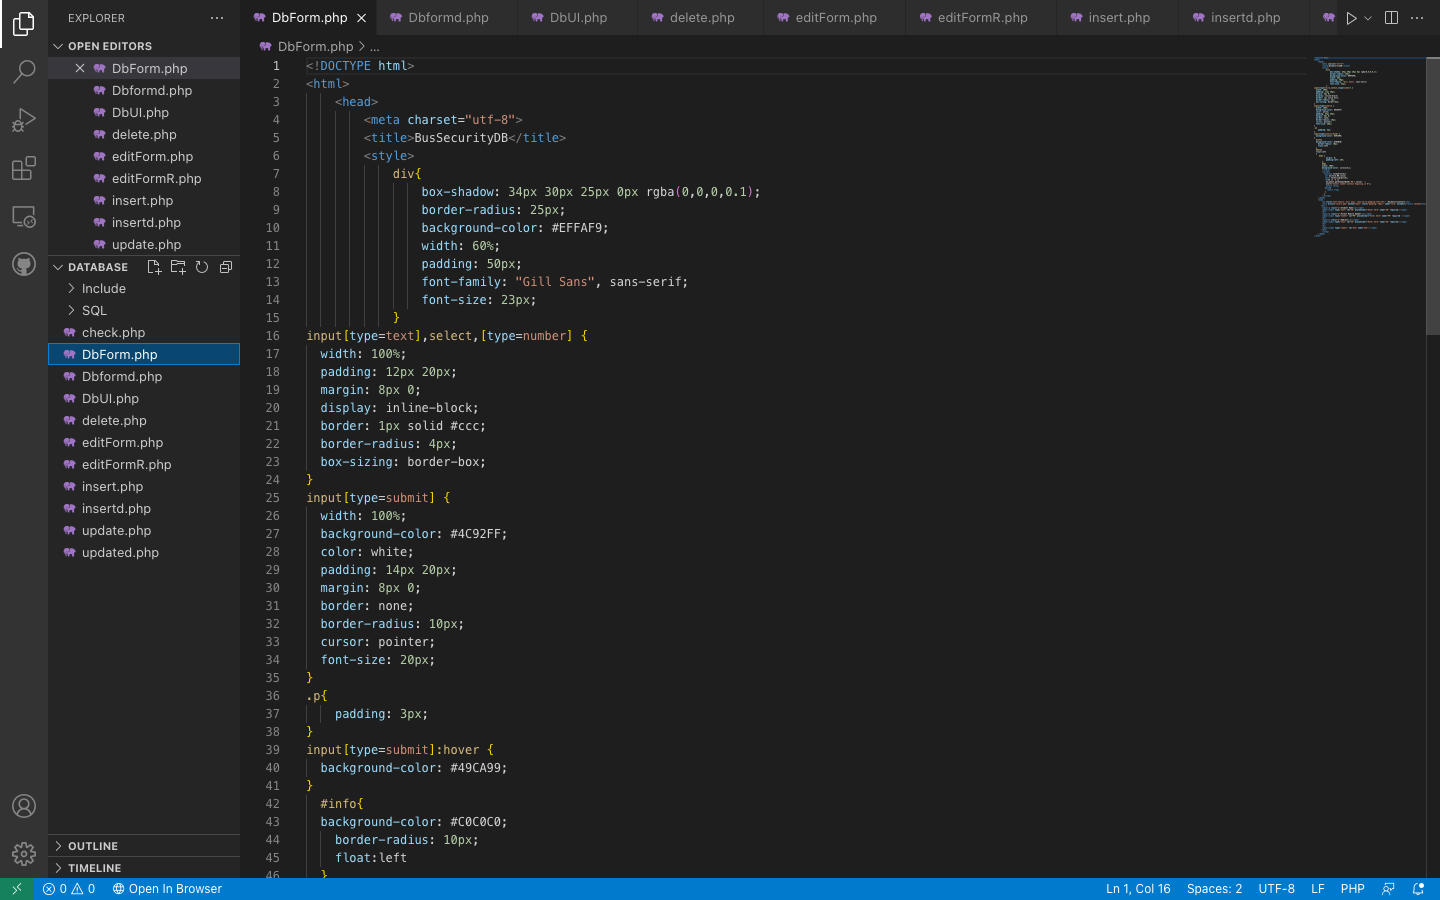 EXPLORER
OPEN EDITORS
DbForm.php
Dbformd.php
DbUI.php
delete.php
editForm.php
editFormR.php
insert.php
insertd.php
update.php
DATABASE
Include
SQL
check.php
DbForm.php
Dbformd.php
DbUI.php
delete.php
editForm.php
editFormR.php
insert.php
insertd.php
update.php
updated.php
OUTLINE
TIMELINE
DbForm.php Dbformd.php DbUI.php delete.php editForm.php editFormR.php insert.php insertd.php
DbForm.php > ...
1 <!DOCTYPE html>
2 <html>
3 <head>
4 <meta charset="utf-8">
5 <title>BusSecurityDB</title>
6 <style>
7 div{
8 box-shadow: 34px 30px 25px 0px rgba(0,0,0,0.1);
9 border-radius: 25px;
10 background-color: #EFFAF9;
11 width: 60%;
12 padding: 50px;
13 font-family: "Gill Sans", sans-serif;
14 font-size: 23px;
15 }
16 input[type=text],select,[type=number] {
17 width: 100%;
18 padding: 12px 20px;
19 margin: 8px 0;
20 display: inline-block;
21 border: 1px solid #ccc;
22 border-radius: 4px;
23 box-sizing: border-box;
24 }
25 input[type=submit] {
26 width: 100%;
27 background-color: #4C92FF;
28 color: white;
29 padding: 14px 20px;
30 margin: 8px 0;
31 border: none;
32 border-radius: 10px;
33 cursor: pointer;
34 font-size: 20px;
35 }
36 .p{
37 padding: 3px;
38 }
39 input[type=submit]:hover {
40 background-color: #49CA99;
41 }
42 #info{
43 background-color: #C0C0C0;
44 border-radius: 10px;
45 float:left
46 }
0 0 Open In Browser Ln 1, Col 16 Spaces: 2 UTF-8 LF PHP